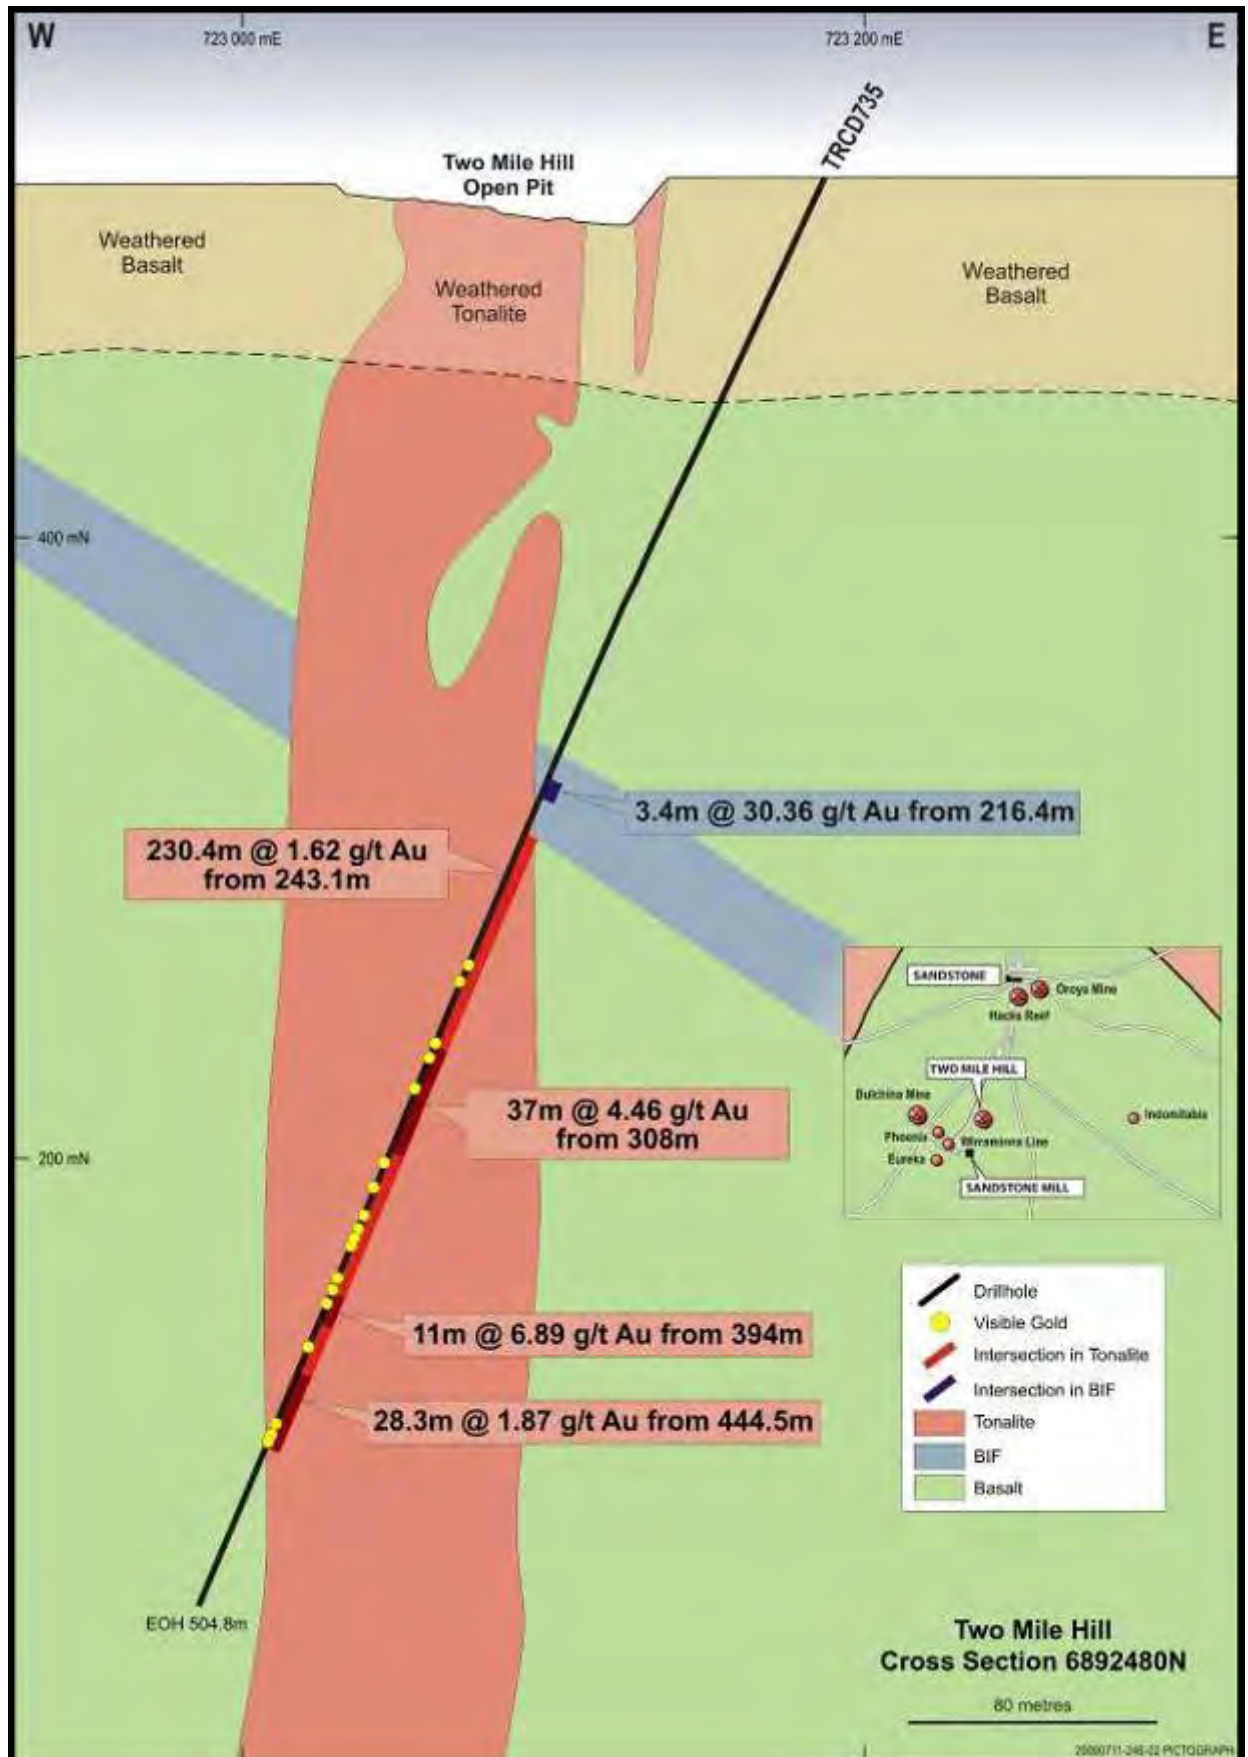 W
723 000 mE
723 200 mE
E
TRCD735
Two Mile Hill
Open Pit
Weathered
Basalt
Weathered
Tonalite
Weathered
Basalt
400 mN
3.4m @ 30.36 g/t Au from 216.4m
230.4m @ 1.62 g/t Au
from 243.1m
SANDSTONE
Oroya Mine
Hacks Reef
TWO MILE HILL
Bulchina Mine
Indomitable
Phoenix
Wirraminna Line
Eureka
SANDSTONE MILL
37m @ 4.46 g/t Au
from 308m
200 mN
11m @ 6.89 g/t Au from 394m
28.3m @ 1.87 g/t Au from 444.5m
Drillhole
Visible Gold
Intersection in Tonalite
Intersection in BIF
Tonalite
BIF
Basalt
EOH 504.8m
Two Mile Hill
Cross Section 6892480N
80 metres
PICTOGRAPH